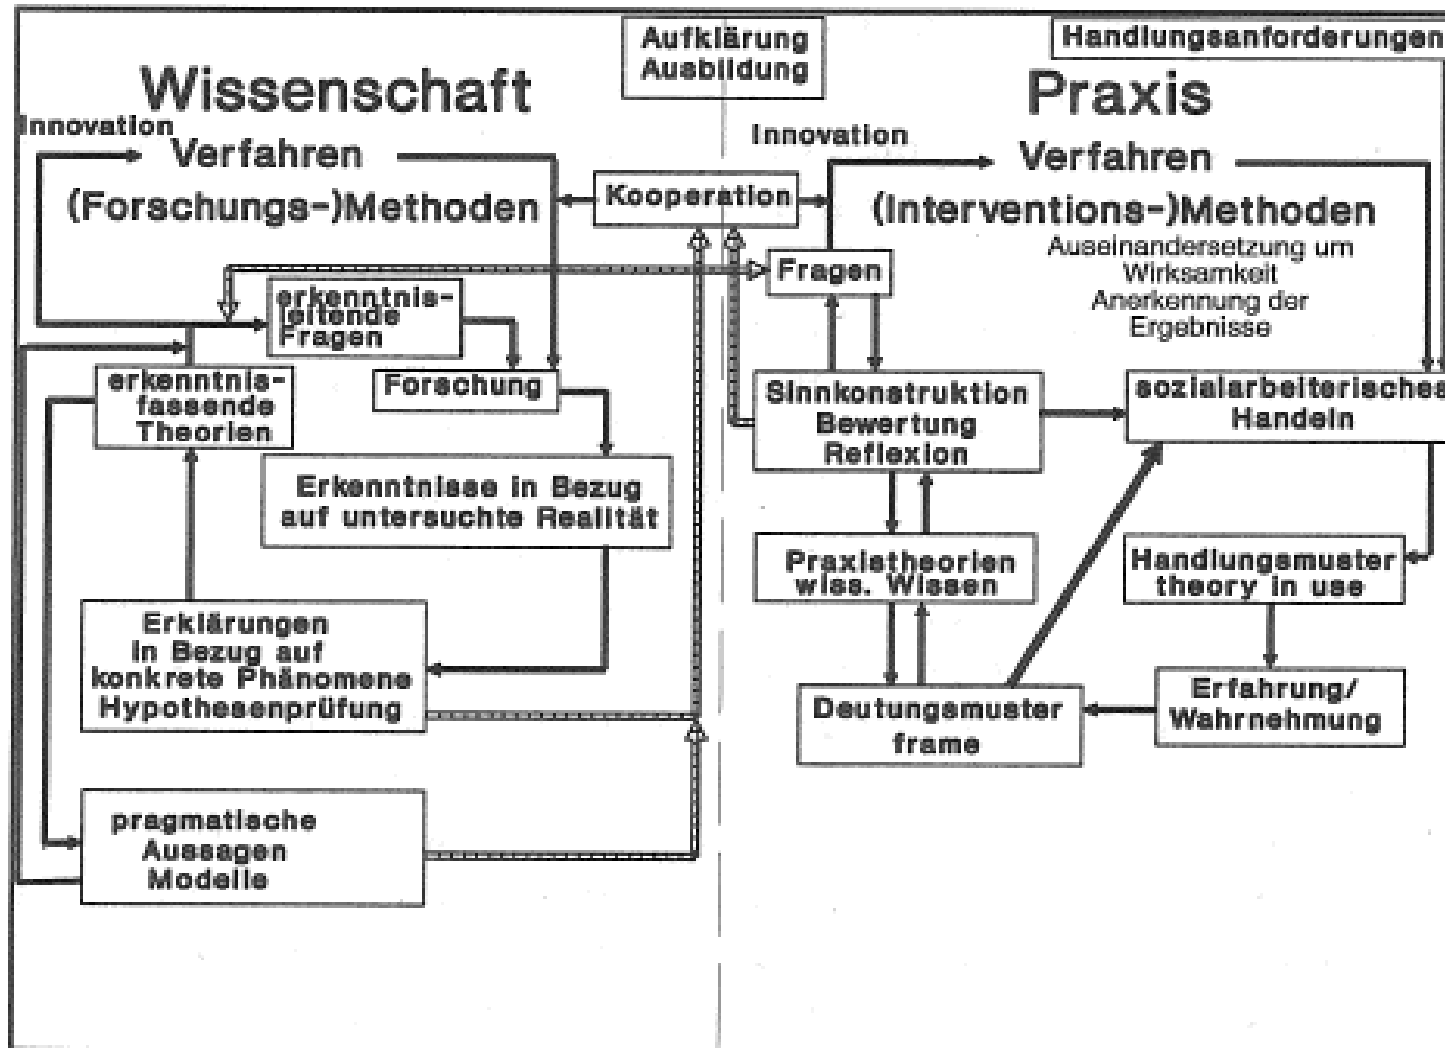 Aufklärung
Ausbildung
Handlungsanforderungen
Wissenschaft
Praxis
Innovation
Verfahren
(Forschungs-)Methoden
Kooperation
Innovation
Verfahren
(Interventions-)Methoden
Auseinandersetzung um
Wirksamkeit
Anerkennung der
Ergebnisse
Fragen
erkenntnis-
leitende
Fragen
erkenntnis-
fassende
Theorien
Forschung
Sinnkonstruktion
Bewertung
Reflexion
sozialarbeiterisches
Handeln
Erkenntnisse in Bezug
auf untersuchte Realität
Praxistheorien
wiss. Wissen
Handlungsmuster
theory in use
Erklärungen
in Bezug auf
konkrete Phänomene
Hypothesenprüfung
Deutungsmuster
frame
Erfahrung/
Wahrnehmung
pragmatische
Aussagen
Modelle